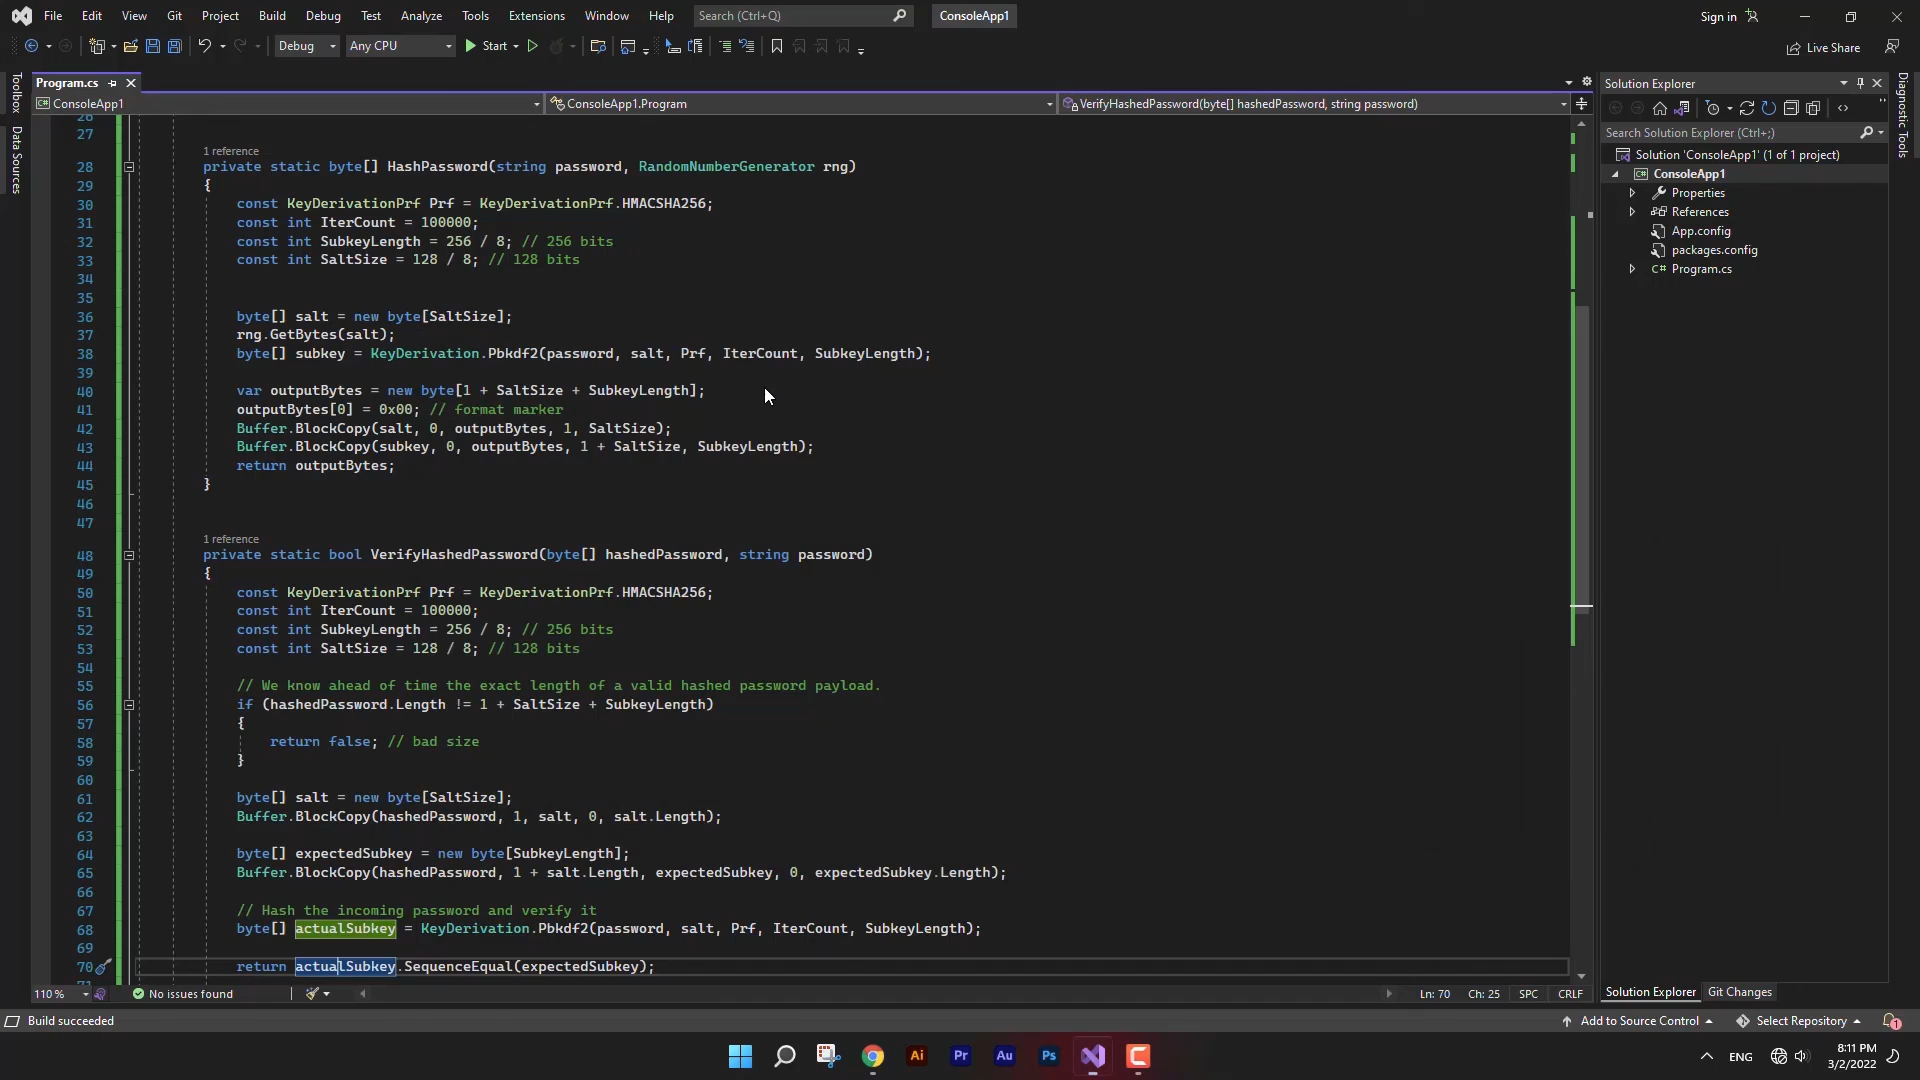 File Edit View Git Project Build Debug Test Analyze Tools Extensions Window Help Search (Ctrl+Q) ConsoleApp1 Sign in
Debug Any CPU Start Live Share
Toolbox
Data Sources
Program.cs
ConsoleApp1 ConsoleApp1.Program VerifyHashedPassword(byte[] hashedPassword, string password)
26
27
1 reference
28 private static byte[] HashPassword(string password, RandomNumberGenerator rng)
29 {
30 const KeyDerivationPrf Prf = KeyDerivationPrf.HMACSHA256;
31 const int IterCount = 100000;
32 const int SubkeyLength = 256 / 8; // 256 bits
33 const int SaltSize = 128 / 8; // 128 bits
34
35
36 byte[] salt = new byte[SaltSize];
37 rng.GetBytes(salt);
38 byte[] subkey = KeyDerivation.Pbkdf2(password, salt, Prf, IterCount, SubkeyLength);
39
40 var outputBytes = new byte[1 + SaltSize + SubkeyLength];
41 outputBytes[0] = 0x00; // format marker
42 Buffer.BlockCopy(salt, 0, outputBytes, 1, SaltSize);
43 Buffer.BlockCopy(subkey, 0, outputBytes, 1 + SaltSize, SubkeyLength);
44 return outputBytes;
45 }
46
47
1 reference
48 private static bool VerifyHashedPassword(byte[] hashedPassword, string password)
49 {
50 const KeyDerivationPrf Prf = KeyDerivationPrf.HMACSHA256;
51 const int IterCount = 100000;
52 const int SubkeyLength = 256 / 8; // 256 bits
53 const int SaltSize = 128 / 8; // 128 bits
54
55 // We know ahead of time the exact length of a valid hashed password payload.
56 if (hashedPassword.Length != 1 + SaltSize + SubkeyLength)
57 {
58 return false; // bad size
59 }
60
61 byte[] salt = new byte[SaltSize];
62 Buffer.BlockCopy(hashedPassword, 1, salt, 0, salt.Length);
63
64 byte[] expectedSubkey = new byte[SubkeyLength];
65 Buffer.BlockCopy(hashedPassword, 1 + salt.Length, expectedSubkey, 0, expectedSubkey.Length);
66
67 // Hash the incoming password and verify it
68 byte[] actualSubkey = KeyDerivation.Pbkdf2(password, salt, Prf, IterCount, SubkeyLength);
69
70 return actualSubkey.SequenceEqual(expectedSubkey);
71
110 % No issues found Ln: 70 Ch: 25 SPC CRLF
Solution Explorer
Search Solution Explorer (Ctrl+;)
Solution 'ConsoleApp1' (1 of 1 project)
C# ConsoleApp1
Properties
References
App.config
packages.config
C# Program.cs
Solution Explorer Git Changes
Diagnostic Tools
Build succeeded Add to Source Control Select Repository 1
Ai Pr Au Ps C ENG 8:11 PM
3/2/2022